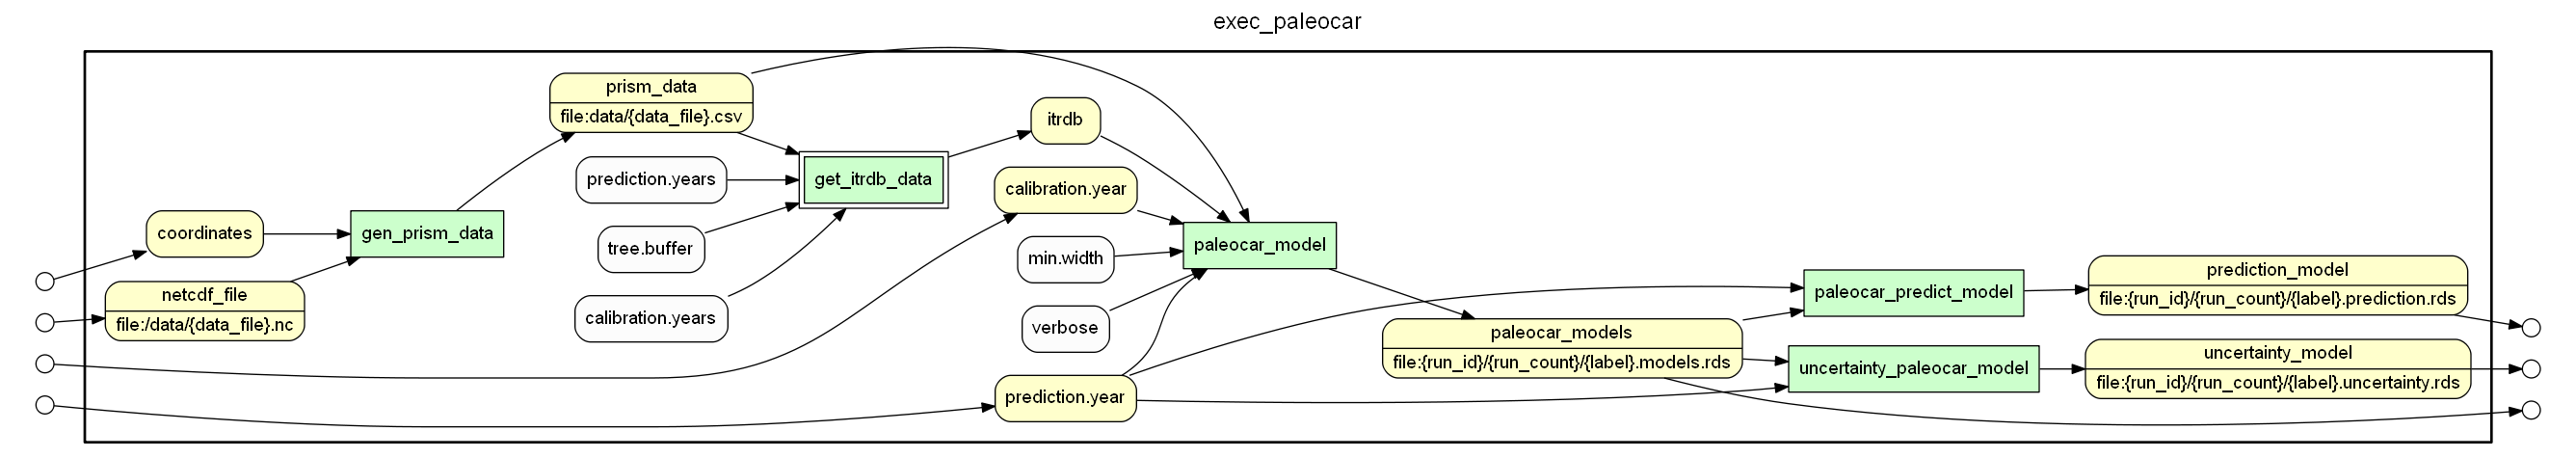 exec_paleocar
prism_data
file:data/{data_file}.csv
itrdb
prediction.years
get_itrdb_data
calibration.year
coordinates
gen_prism_data
tree.buffer
paleocar_model
min.width
netcdf_file
file:/data/{data_file}.nc
calibration.years
verbose
paleocar_models
file:{run_id}/{run_count}/{label}.models.rds
prediction.year
paleocar_predict_model
prediction_model
file:{run_id}/{run_count}/{label}.prediction.rds
uncertainty_paleocar_model
uncertainty_model
file:{run_id}/{run_count}/{label}.uncertainty.rds